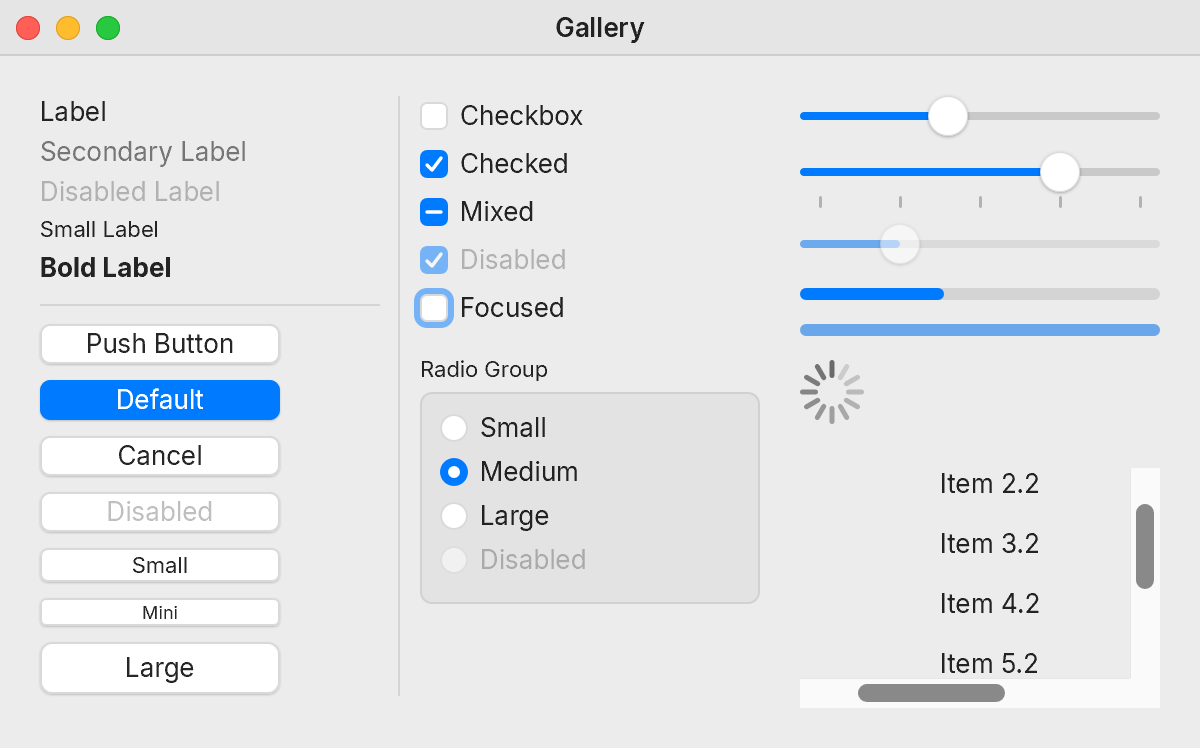 Gallery
Label
Secondary Label
Disabled Label
Small Label
Bold Label
Push Button
Default
Cancel
Disabled
Small
Mini
Large
Checkbox
Checked
Mixed
Disabled
Focused
Radio Group
Small
Medium
Large
Disabled
Item 2.2
Item 3.2
Item 4.2
Item 5.2